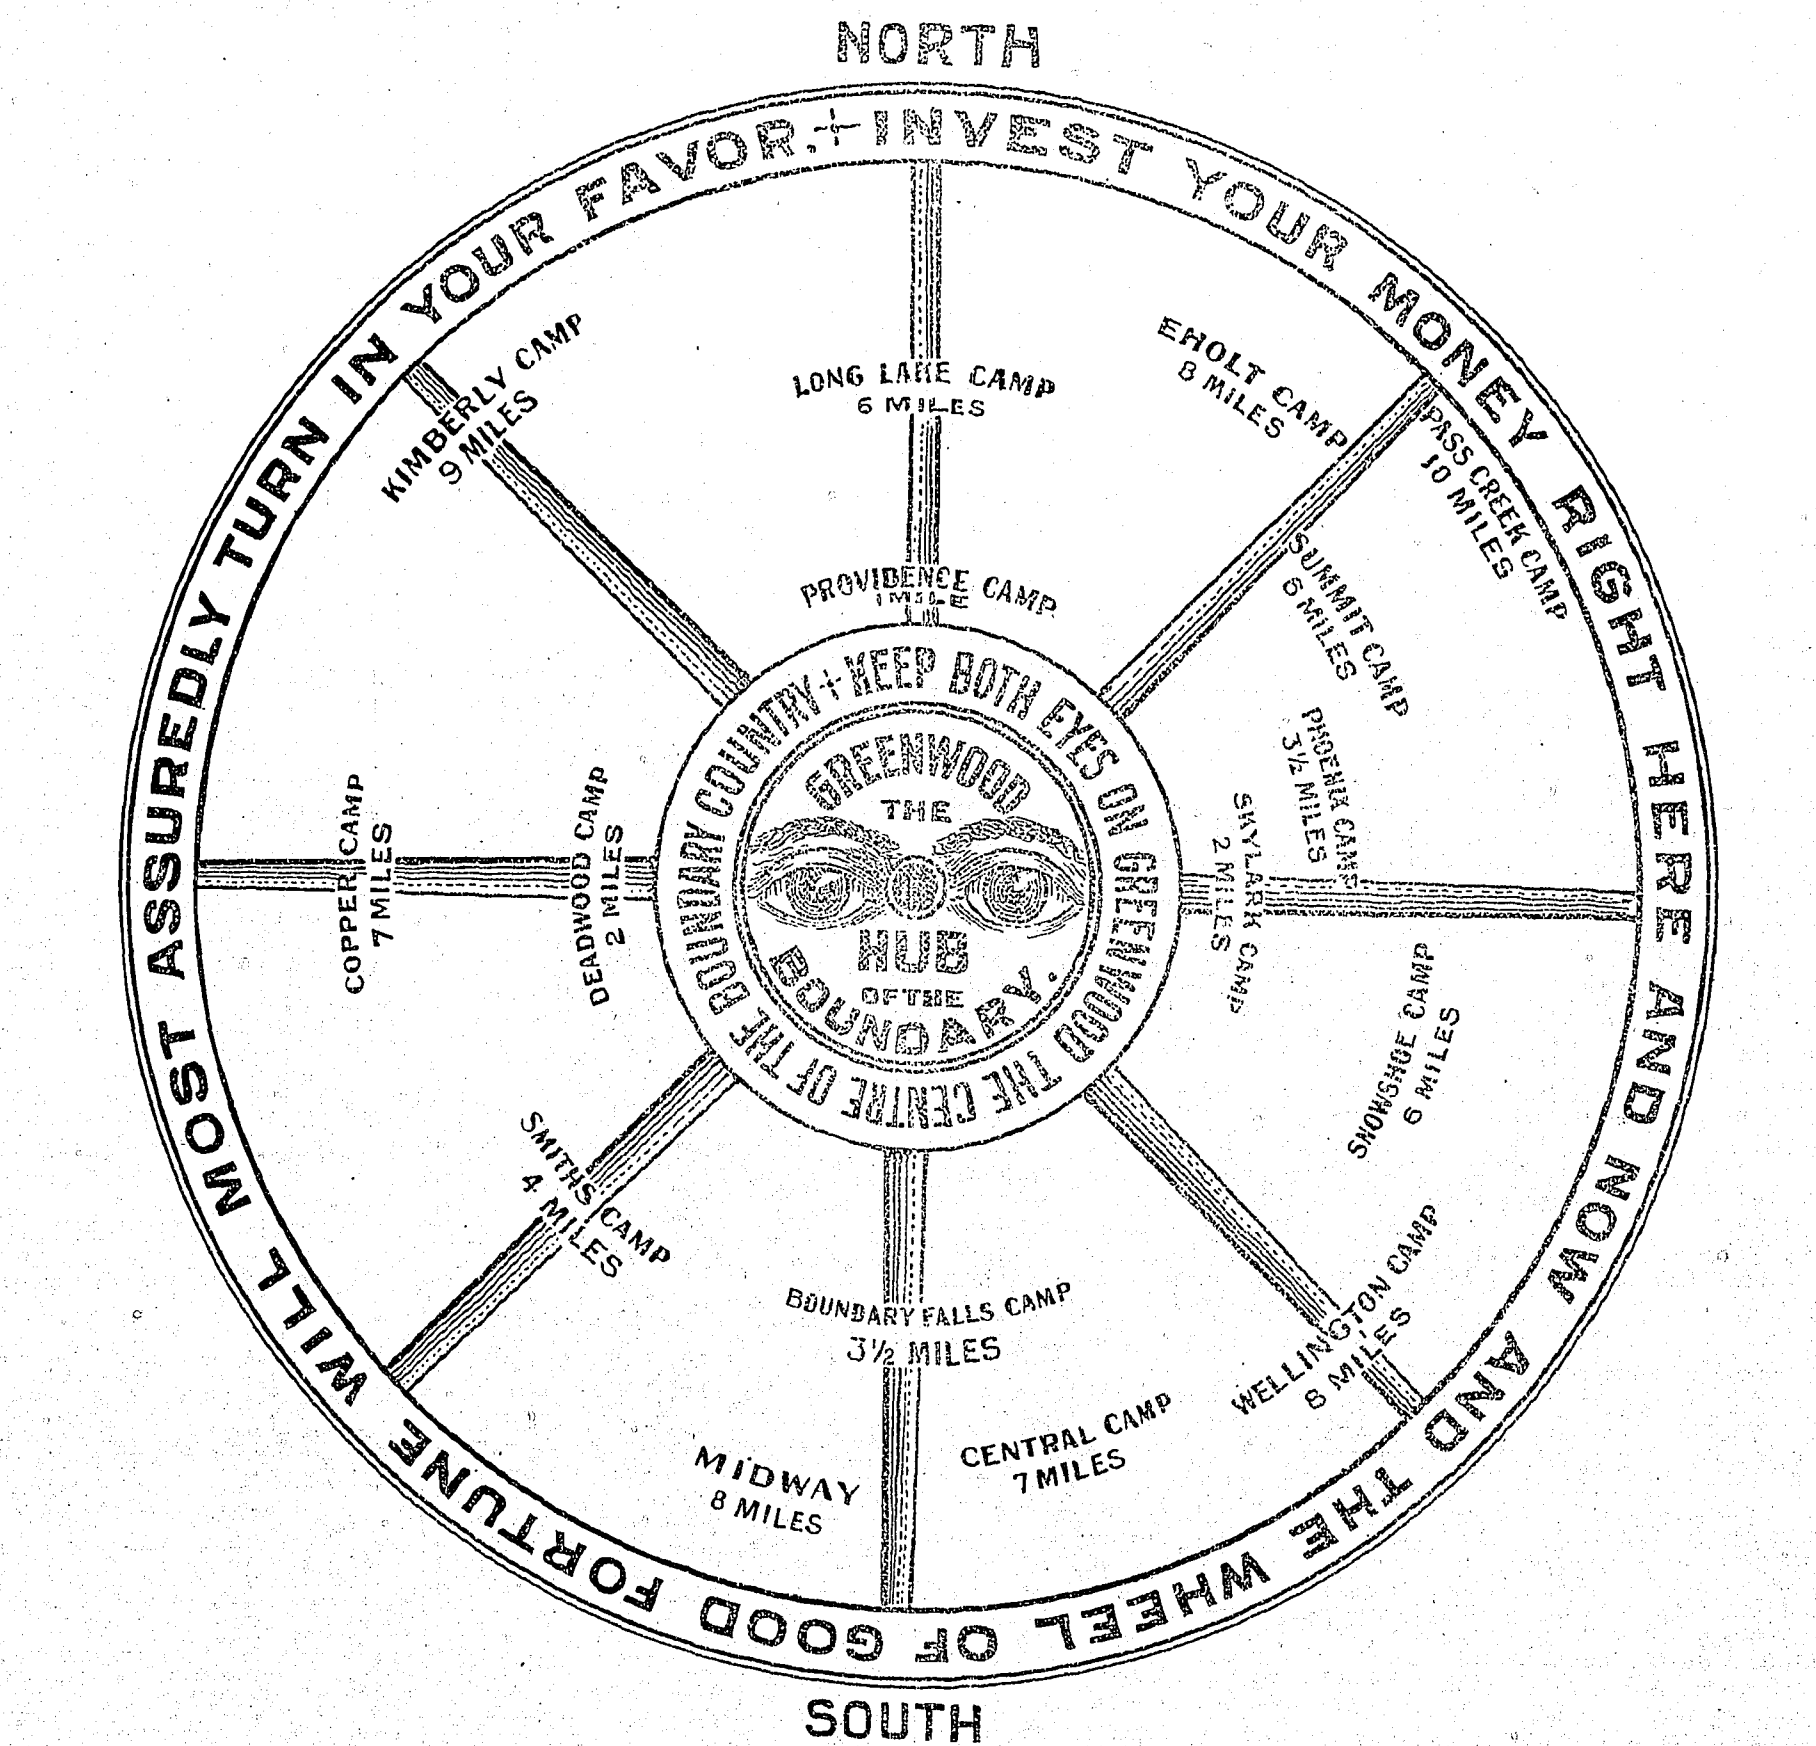 NORTH
INVEST YOUR MONEY RIGHT HERE AND NOW AND THE WHEEL OF GOOD FORTUNE WILL MOST ASSUREDLY TURN IN YOUR FAVOR.
KIMBERLY CAMP
9 MILES
LONG LAKE CAMP
6 MILES
EHOLT CAMP
8 MILES
PASS CREEK CAMP
10 MILES
SUMMIT CAMP
6 MILES
PROVIDENCE CAMP
1 MILE
PHOENIX CAMP
3½ MILES
SKYLARK CAMP
2 MILES
COPPER CAMP
7 MILES
DEADWOOD CAMP
2 MILES
KEEP BOTH EYES ON GREENWOOD THE CENTRE OF THE BOUNDARY COUNTRY
GREENWOOD
THE
HUB
OF THE
BOUNDARY.
SNOWSHOE CAMP
6 MILES
SMITHS CAMP
4 MILES
WELLINGTON CAMP
8 MILES
BOUNDARY FALLS CAMP
3½ MILES
CENTRAL CAMP
7 MILES
MIDWAY
8 MILES
SOUTH